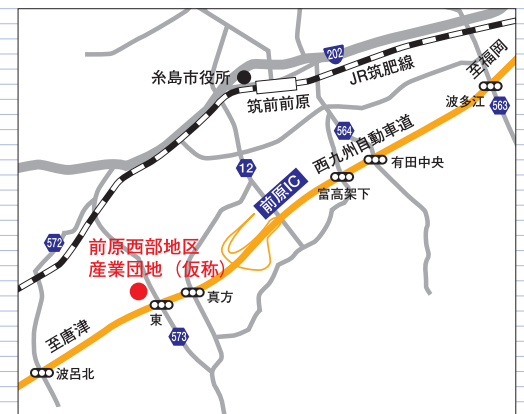 202
至福岡
糸島市役所
JR筑肥線
波多江
筑前前原
563
564
西九州自動車道
有田中央
12
前原IC
富高架下
572
前原西部地区
産業団地（仮称）
真方
東
至唐津
573
波呂北